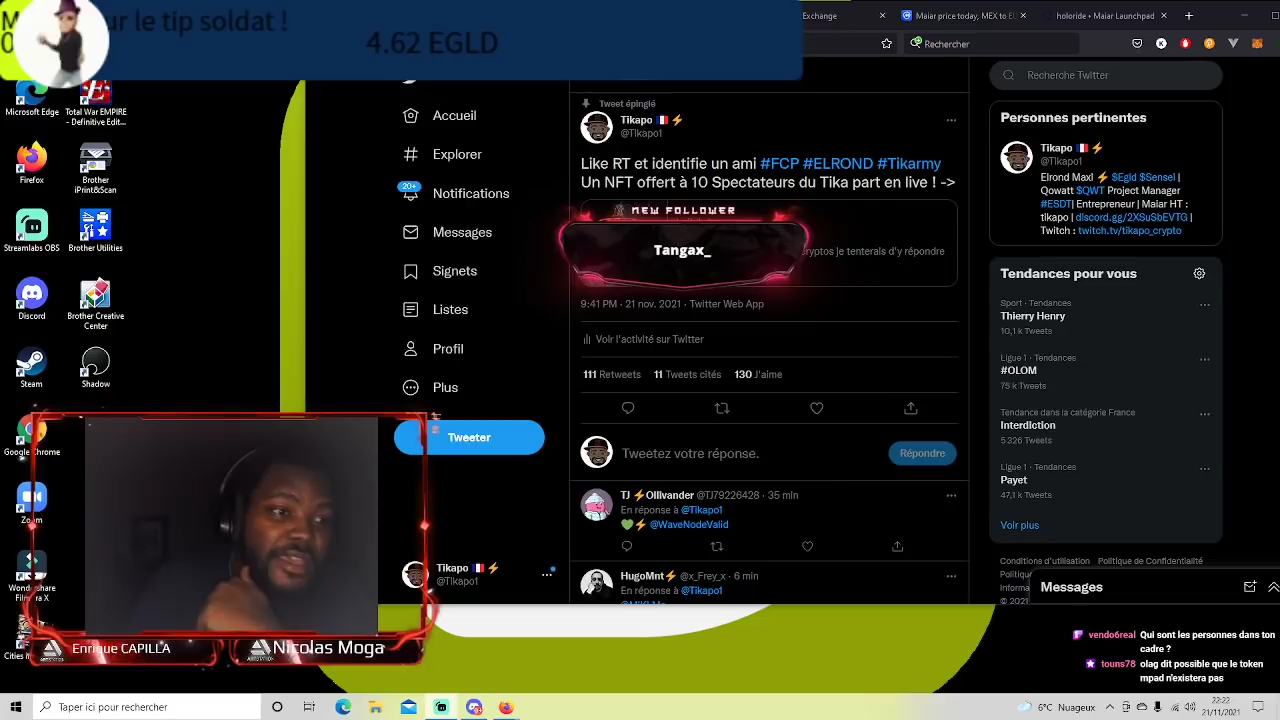 ur le tip soldat !
4.62 EGLD
Exchange
Maiar price today, MEX to E
holoride • Maiar Launchpad
Rechercher
Microsoft Edge
Total War EMPIRE
- Definitive Edit...
Firefox
Brother
iPrint&Scan
Streamlabs OBS
Brother Utilities
Discord
Brother Creative
Center
Steam
Shadow
Google Chrome
Zoom
Wondershare
Accueil
Explorer
20+
Notifications
Messages
Signets
Listes
Profil
Plus
Tweeter
Tikapo
@Tikapo1
Tweet épinglé
Tikapo
@Tikapo1
Like RT et identifie un ami #FCP #ELROND #Tikarmy
Un NFT offert à 10 Spectateurs du Tika part en live ! ->
NEW FOLLOWER
Tangax_
cryptos je tenterais d'y répondre
9:41 PM · 21 nov. 2021 · Twitter Web App
Voir l'activité sur Twitter
111 Retweets 11 Tweets cités 130 J'aime
Tweetez votre réponse.
Répondre
TJ ⚡Ollivander @TJ79226428 · 35 min
En réponse à @Tikapo1
💚⚡ @WaveNodeValid
HugoMnt⚡ @x_Frey_x · 6 min
En réponse à @Tikapo1
Recherche Twitter
Personnes pertinentes
Tikapo
@Tikapo1
Elrond Maxi ⚡ $Egld $Sensei |
Qowatt $QWT Project Manager
#ESDT| Entrepreneur | Maiar HT :
tikapo | discord.gg/2XSuSbEVTG |
Twitch : twitch.tv/tikapo_crypto
Tendances pour vous
Sport · Tendances
Thierry Henry
10,1 k Tweets
Ligue 1 · Tendances
#OLOM
75 k Tweets
Tendance dans la catégorie France
Interdiction
5 326 Tweets
Ligue 1 · Tendances
Payet
47,1 k Tweets
Voir plus
Conditions d'utilisation Politique de Confidentialité
© 2021
Messages
Enrique CAPILLA
Nicolas Moga
vendo6real Qui sont les personnes dans ton
cadre ?
touns78 olag dit possible que le token
mpad n'existera pas
Taper ici pour rechercher
6°C Nuageux
22:22
21/11/2021